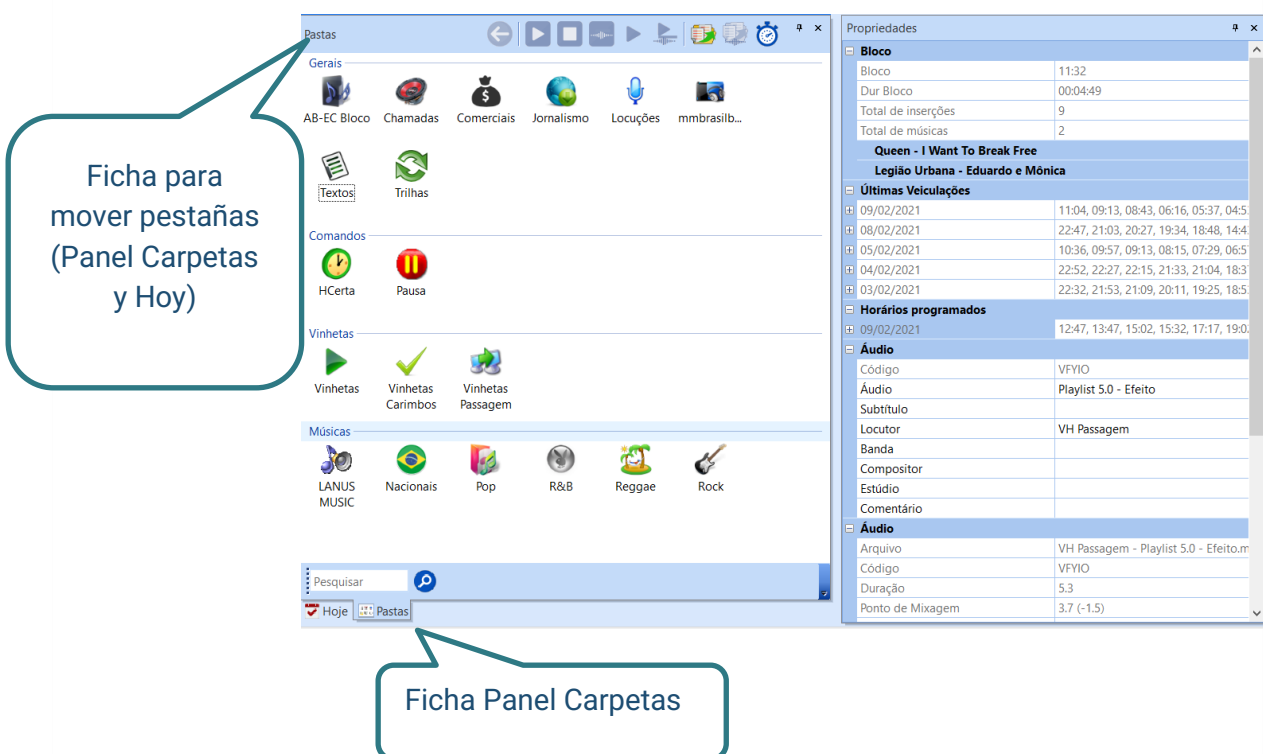 Pastas
Gerais
AB-EC Bloco Chamadas Comerciais Jornalismo Locuções mmbrasilb...
Textos Trilhas
Comandos
HCerta Pausa
Vinhetas
Vinhetas Vinhetas Carimbos Vinhetas Passagem
Músicas
LANUS MUSIC Nacionais Pop R&B Reggae Rock
Pesquisar
Hoje Pastas
Ficha para
mover pestañas
(Panel Carpetas
y Hoy)
Ficha Panel Carpetas
Propriedades
Bloco
Bloco 11:32
Dur Bloco 00:04:49
Total de inserções 9
Total de músicas 2
Queen - I Want To Break Free
Legião Urbana - Eduardo e Mônica
Últimas Veiculações
09/02/2021 11:04, 09:13, 08:43, 06:16, 05:37, 04:5
08/02/2021 22:47, 21:03, 20:27, 19:34, 18:48, 14:4
05/02/2021 10:36, 09:57, 09:13, 08:15, 07:29, 06:5
04/02/2021 22:52, 22:27, 22:15, 21:33, 21:04, 18:3
03/02/2021 22:32, 21:53, 21:09, 20:11, 19:25, 18:5
Horários programados
09/02/2021 12:47, 13:47, 15:02, 15:32, 17:17, 19:0
Áudio
Código VFYIO
Áudio Playlist 5.0 - Efeito
Subtítulo
Locutor VH Passagem
Banda
Compositor
Estúdio
Comentário
Áudio
Arquivo VH Passagem - Playlist 5.0 - Efeito.m
Código VFYIO
Duração 5.3
Ponto de Mixagem 3.7 (-1.5)